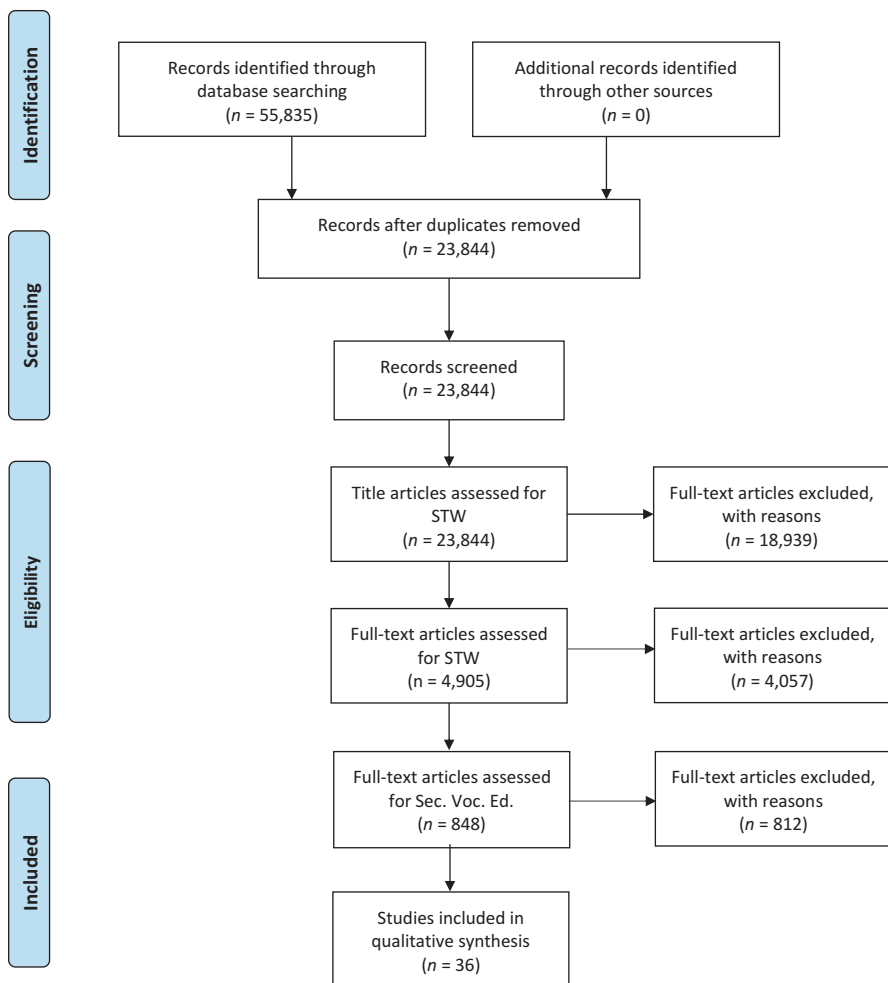 Identification
Records identified through
database searching
(n = 55,835)
Additional records identified
through other sources
(n = 0)
Records after duplicates removed
(n = 23,844)
Screening
Records screened
(n = 23,844)
Eligibility
Title articles assessed for
STW
(n = 23,844)
Full-text articles excluded,
with reasons
(n = 18,939)
Full-text articles assessed
for STW
(n = 4,905)
Full-text articles excluded,
with reasons
(n = 4,057)
Included
Full-text articles assessed
for Sec. Voc. Ed.
(n = 848)
Full-text articles excluded,
with reasons
(n = 812)
Studies included in
qualitative synthesis
(n = 36)